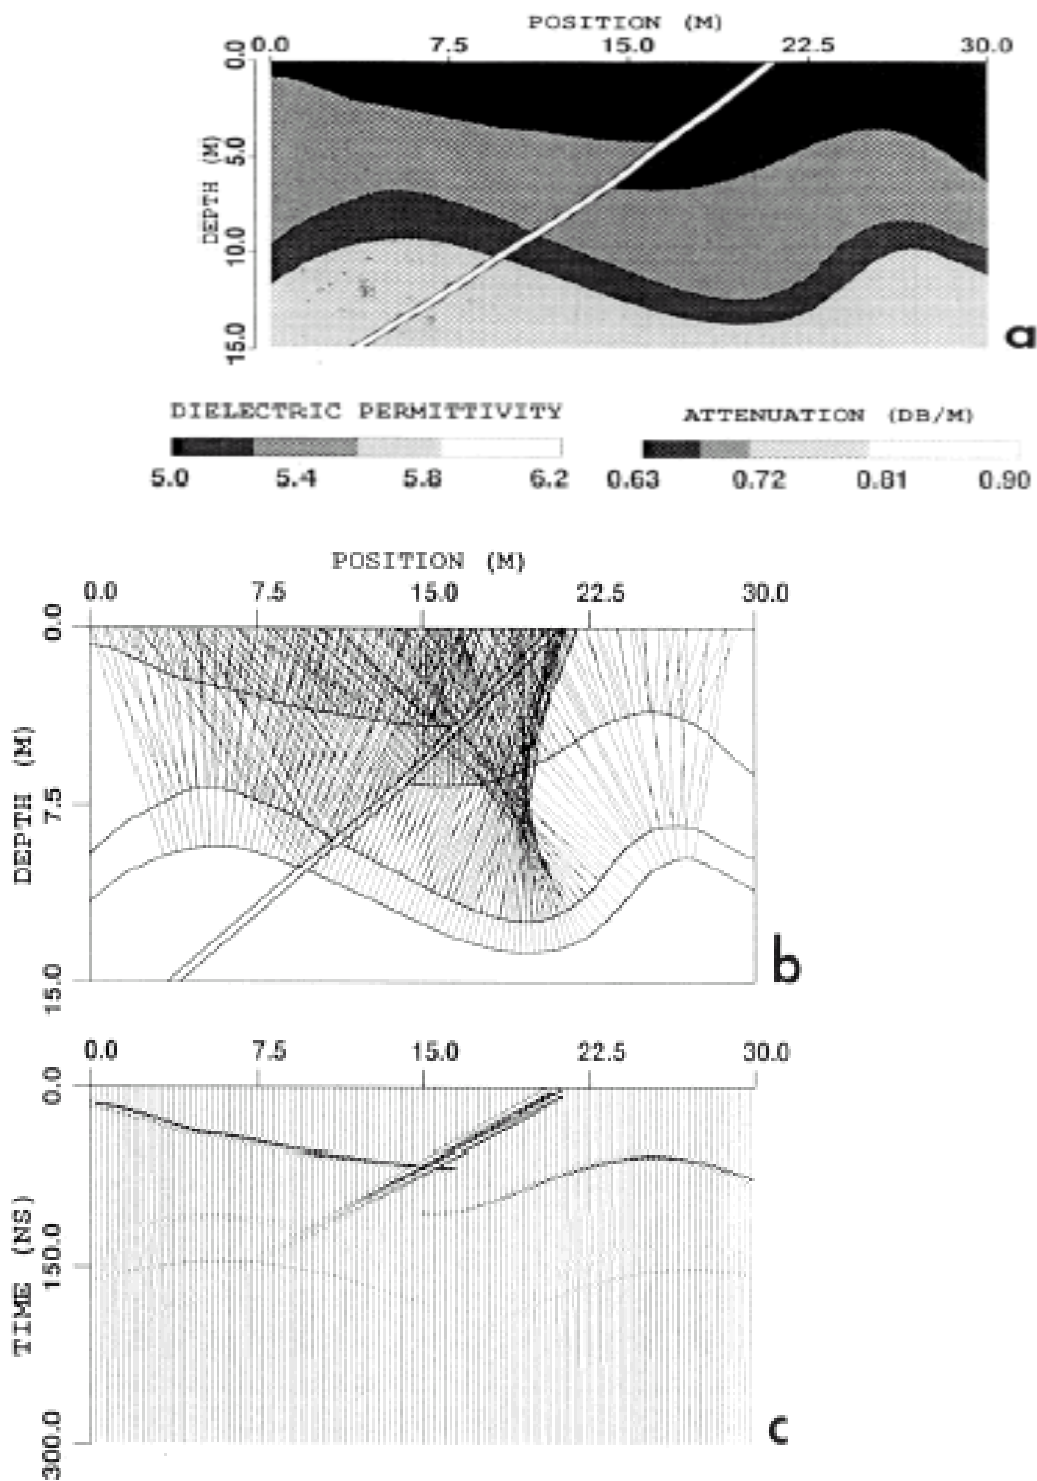 POSITION (M)
0.0 7.5 15.0 22.5 30.0
0.0
5.0
10.0
15.0
DEPTH (M)
a
DIELECTRIC PERMITTIVITY
5.0 5.4 5.8 6.2
ATTENUATION (DB/M)
0.63 0.72 0.81 0.90
POSITION (M)
0.0 7.5 15.0 22.5 30.0
0.0
7.5
15.0
DEPTH (M)
b
0.0 7.5 15.0 22.5 30.0
0.0
150.0
300.0
TIME (NS)
c